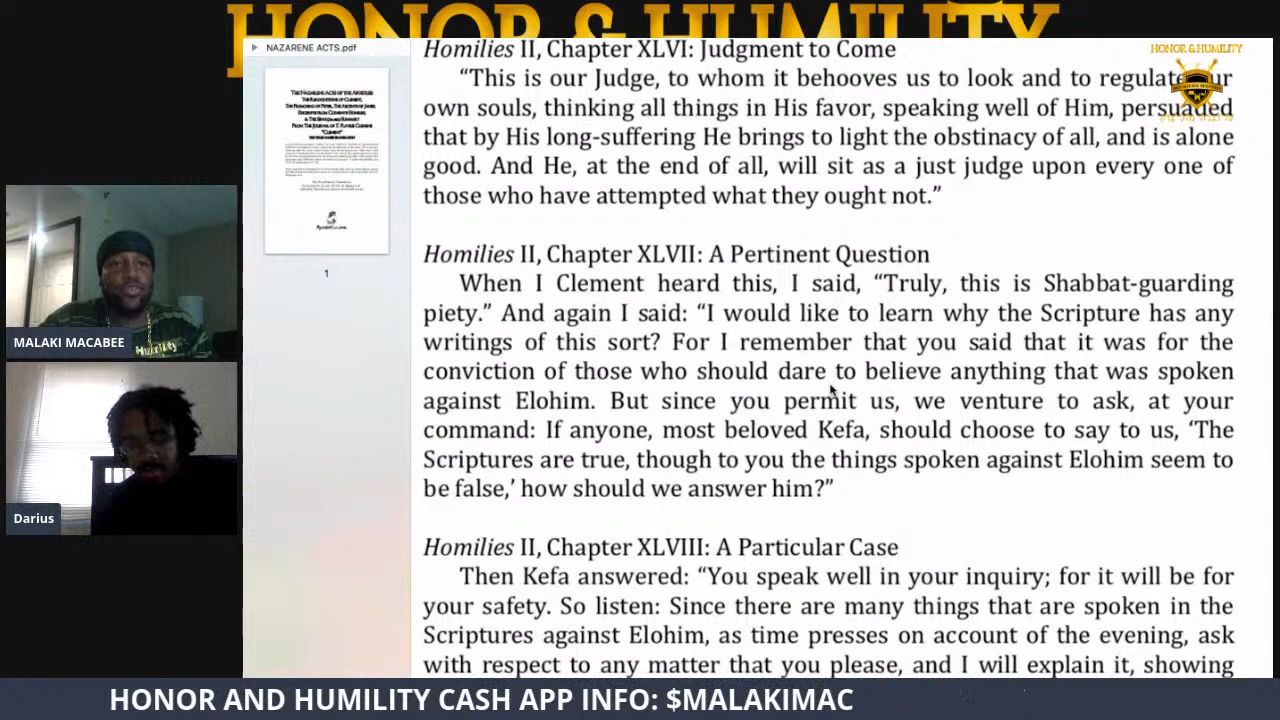 HONOR & HUMILITY
NAZARENE ACTS.pdf
THE NAZARENE ACTS OF THE APOSTLES
1
MALAKI MACABEE
Humility
Darius
HONOR & HUMILITY
Homilies II, Chapter XLVI: Judgment to Come
“This is our Judge, to whom it behooves us to look and to regulate our
own souls, thinking all things in His favor, speaking well of Him, persuaded
that by His long-suffering He brings to light the obstinacy of all, and is alone
good. And He, at the end of all, will sit as a just judge upon every one of
those who have attempted what they ought not.”
Homilies II, Chapter XLVII: A Pertinent Question
When I Clement heard this, I said, “Truly, this is Shabbat-guarding
piety.” And again I said: “I would like to learn why the Scripture has any
writings of this sort? For I remember that you said that it was for the
conviction of those who should dare to believe anything that was spoken
against Elohim. But since you permit us, we venture to ask, at your
command: If anyone, most beloved Kefa, should choose to say to us, ‘The
Scriptures are true, though to you the things spoken against Elohim seem to
be false,’ how should we answer him?”
Homilies II, Chapter XLVIII: A Particular Case
Then Kefa answered: “You speak well in your inquiry; for it will be for
your safety. So listen: Since there are many things that are spoken in the
Scriptures against Elohim, as time presses on account of the evening, ask
with respect to any matter that you please, and I will explain it, showing
HONOR AND HUMILITY CASH APP INFO: $MALAKIMAC